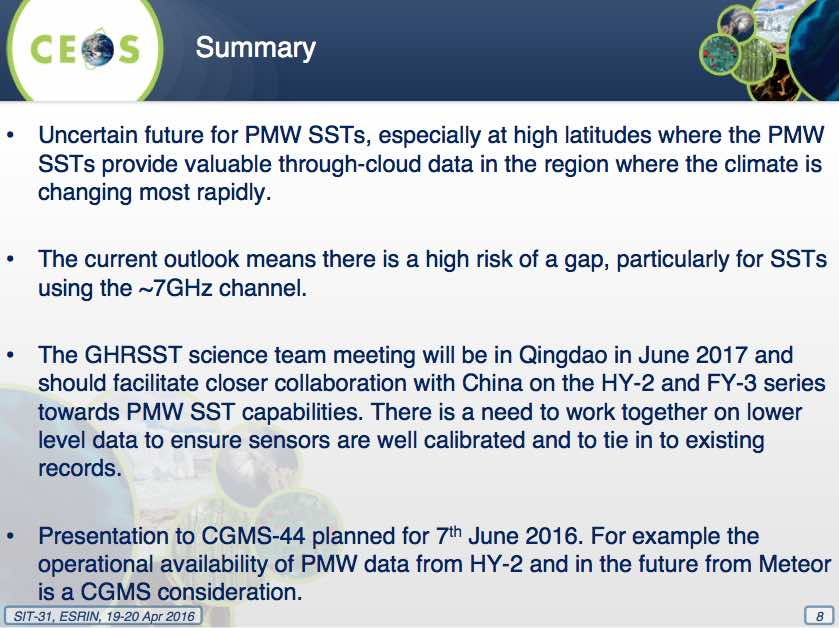 CEOS
Summary
• Uncertain future for PMW SSTs, especially at high latitudes where the PMW
SSTs provide valuable through-cloud data in the region where the climate is
changing most rapidly.
• The current outlook means there is a high risk of a gap, particularly for SSTs
using the ~7GHz channel.
• The GHRSST science team meeting will be in Qingdao in June 2017 and
should facilitate closer collaboration with China on the HY-2 and FY-3 series
towards PMW SST capabilities. There is a need to work together on lower
level data to ensure sensors are well calibrated and to tie in to existing
records.
• Presentation to CGMS-44 planned for 7th June 2016. For example the
operational availability of PMW data from HY-2 and in the future from Meteor
is a CGMS consideration.
SIT-31, ESRIN, 19-20 Apr 2016
8